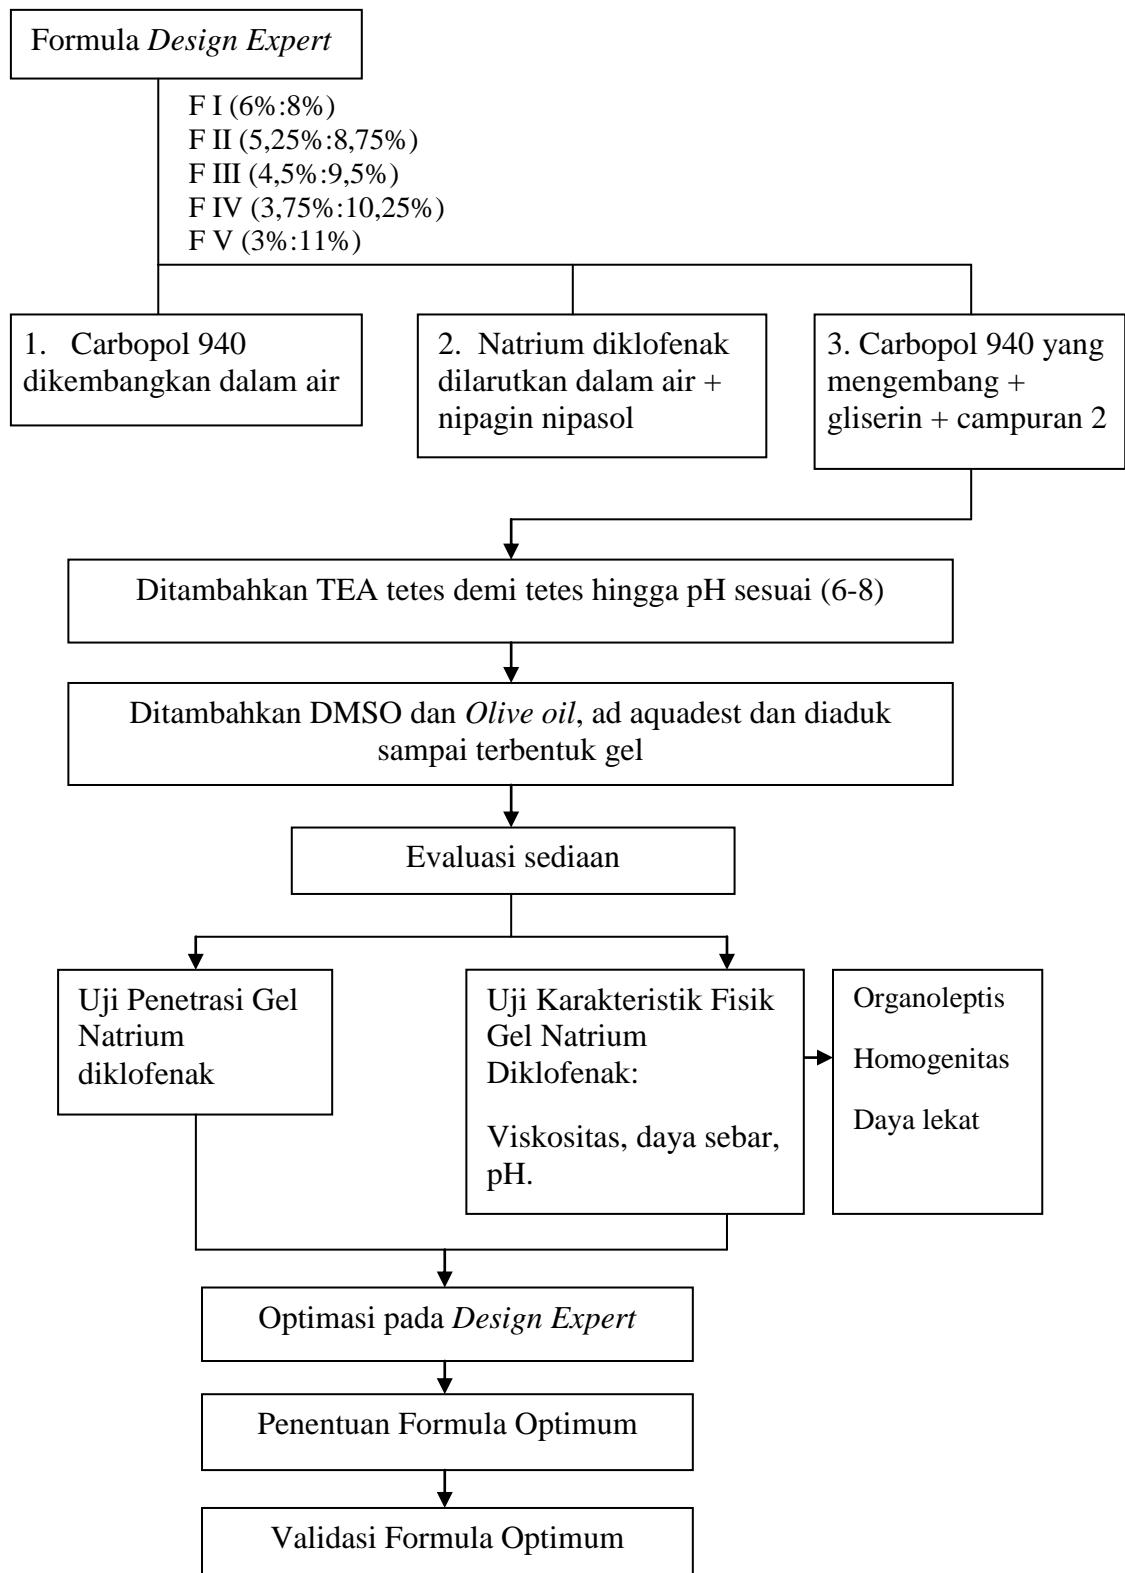 Formula Design Expert
F I (6%:8%)
F II (5,25%:8,75%)
F III (4,5%:9,5%)
F IV (3,75%:10,25%)
F V (3%:11%)
1. Carbopol 940
dikembangkan dalam air
2. Natrium diklofenak
dilarutkan dalam air +
nipagin nipasol
3. Carbopol 940 yang
mengembang +
gliserin + campuran 2
Ditambahkan TEA tetes demi tetes hingga pH sesuai (6-8)
Ditambahkan DMSO dan Olive oil, ad aquadest dan diaduk
sampai terbentuk gel
Evaluasi sediaan
Uji Penetrasi Gel
Natrium
diklofenak
Uji Karakteristik Fisik
Gel Natrium
Diklofenak:
Viskositas, daya sebar,
pH.
Organoleptis
Homogenitas
Daya lekat
Optimasi pada Design Expert
Penentuan Formula Optimum
Validasi Formula Optimum